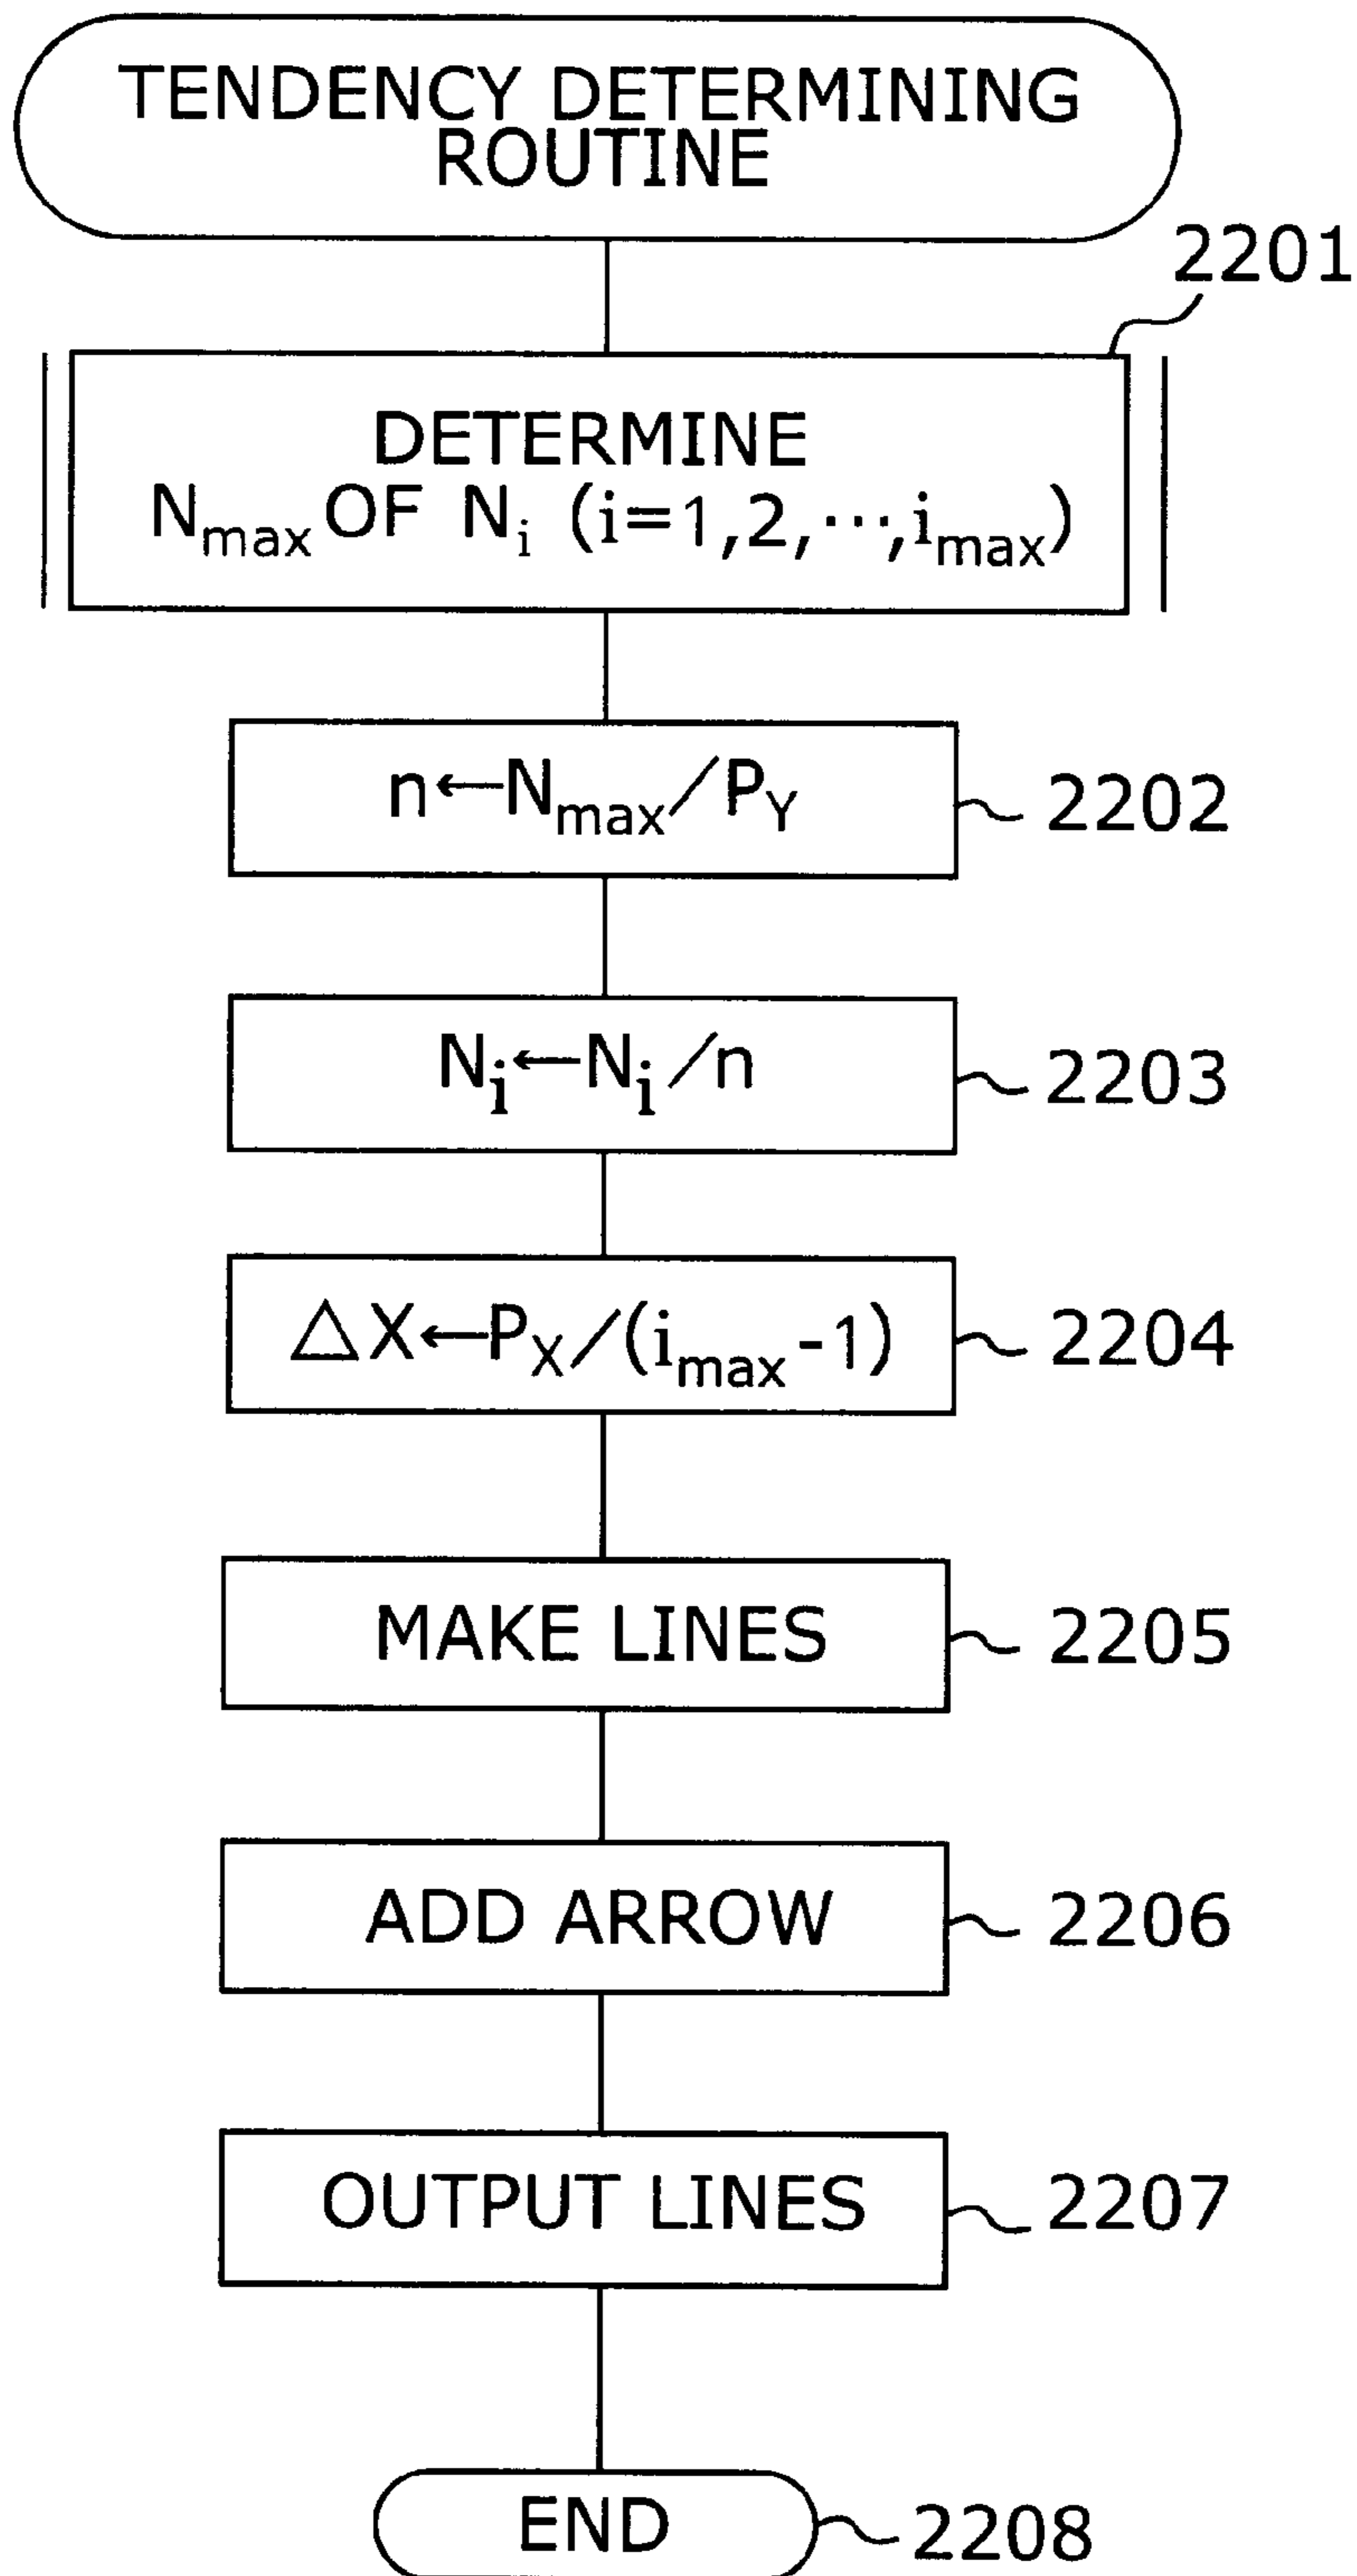 TENDENCY DETERMINING
ROUTINE
2201
DETERMINE
Nmax OF Ni (i=1,2,···,imax)
n←Nmax/PY
2202
Ni←Ni/n
2203
△X←PX/(imax-1)
2204
MAKE LINES
2205
ADD ARROW
2206
OUTPUT LINES
2207
END
2208